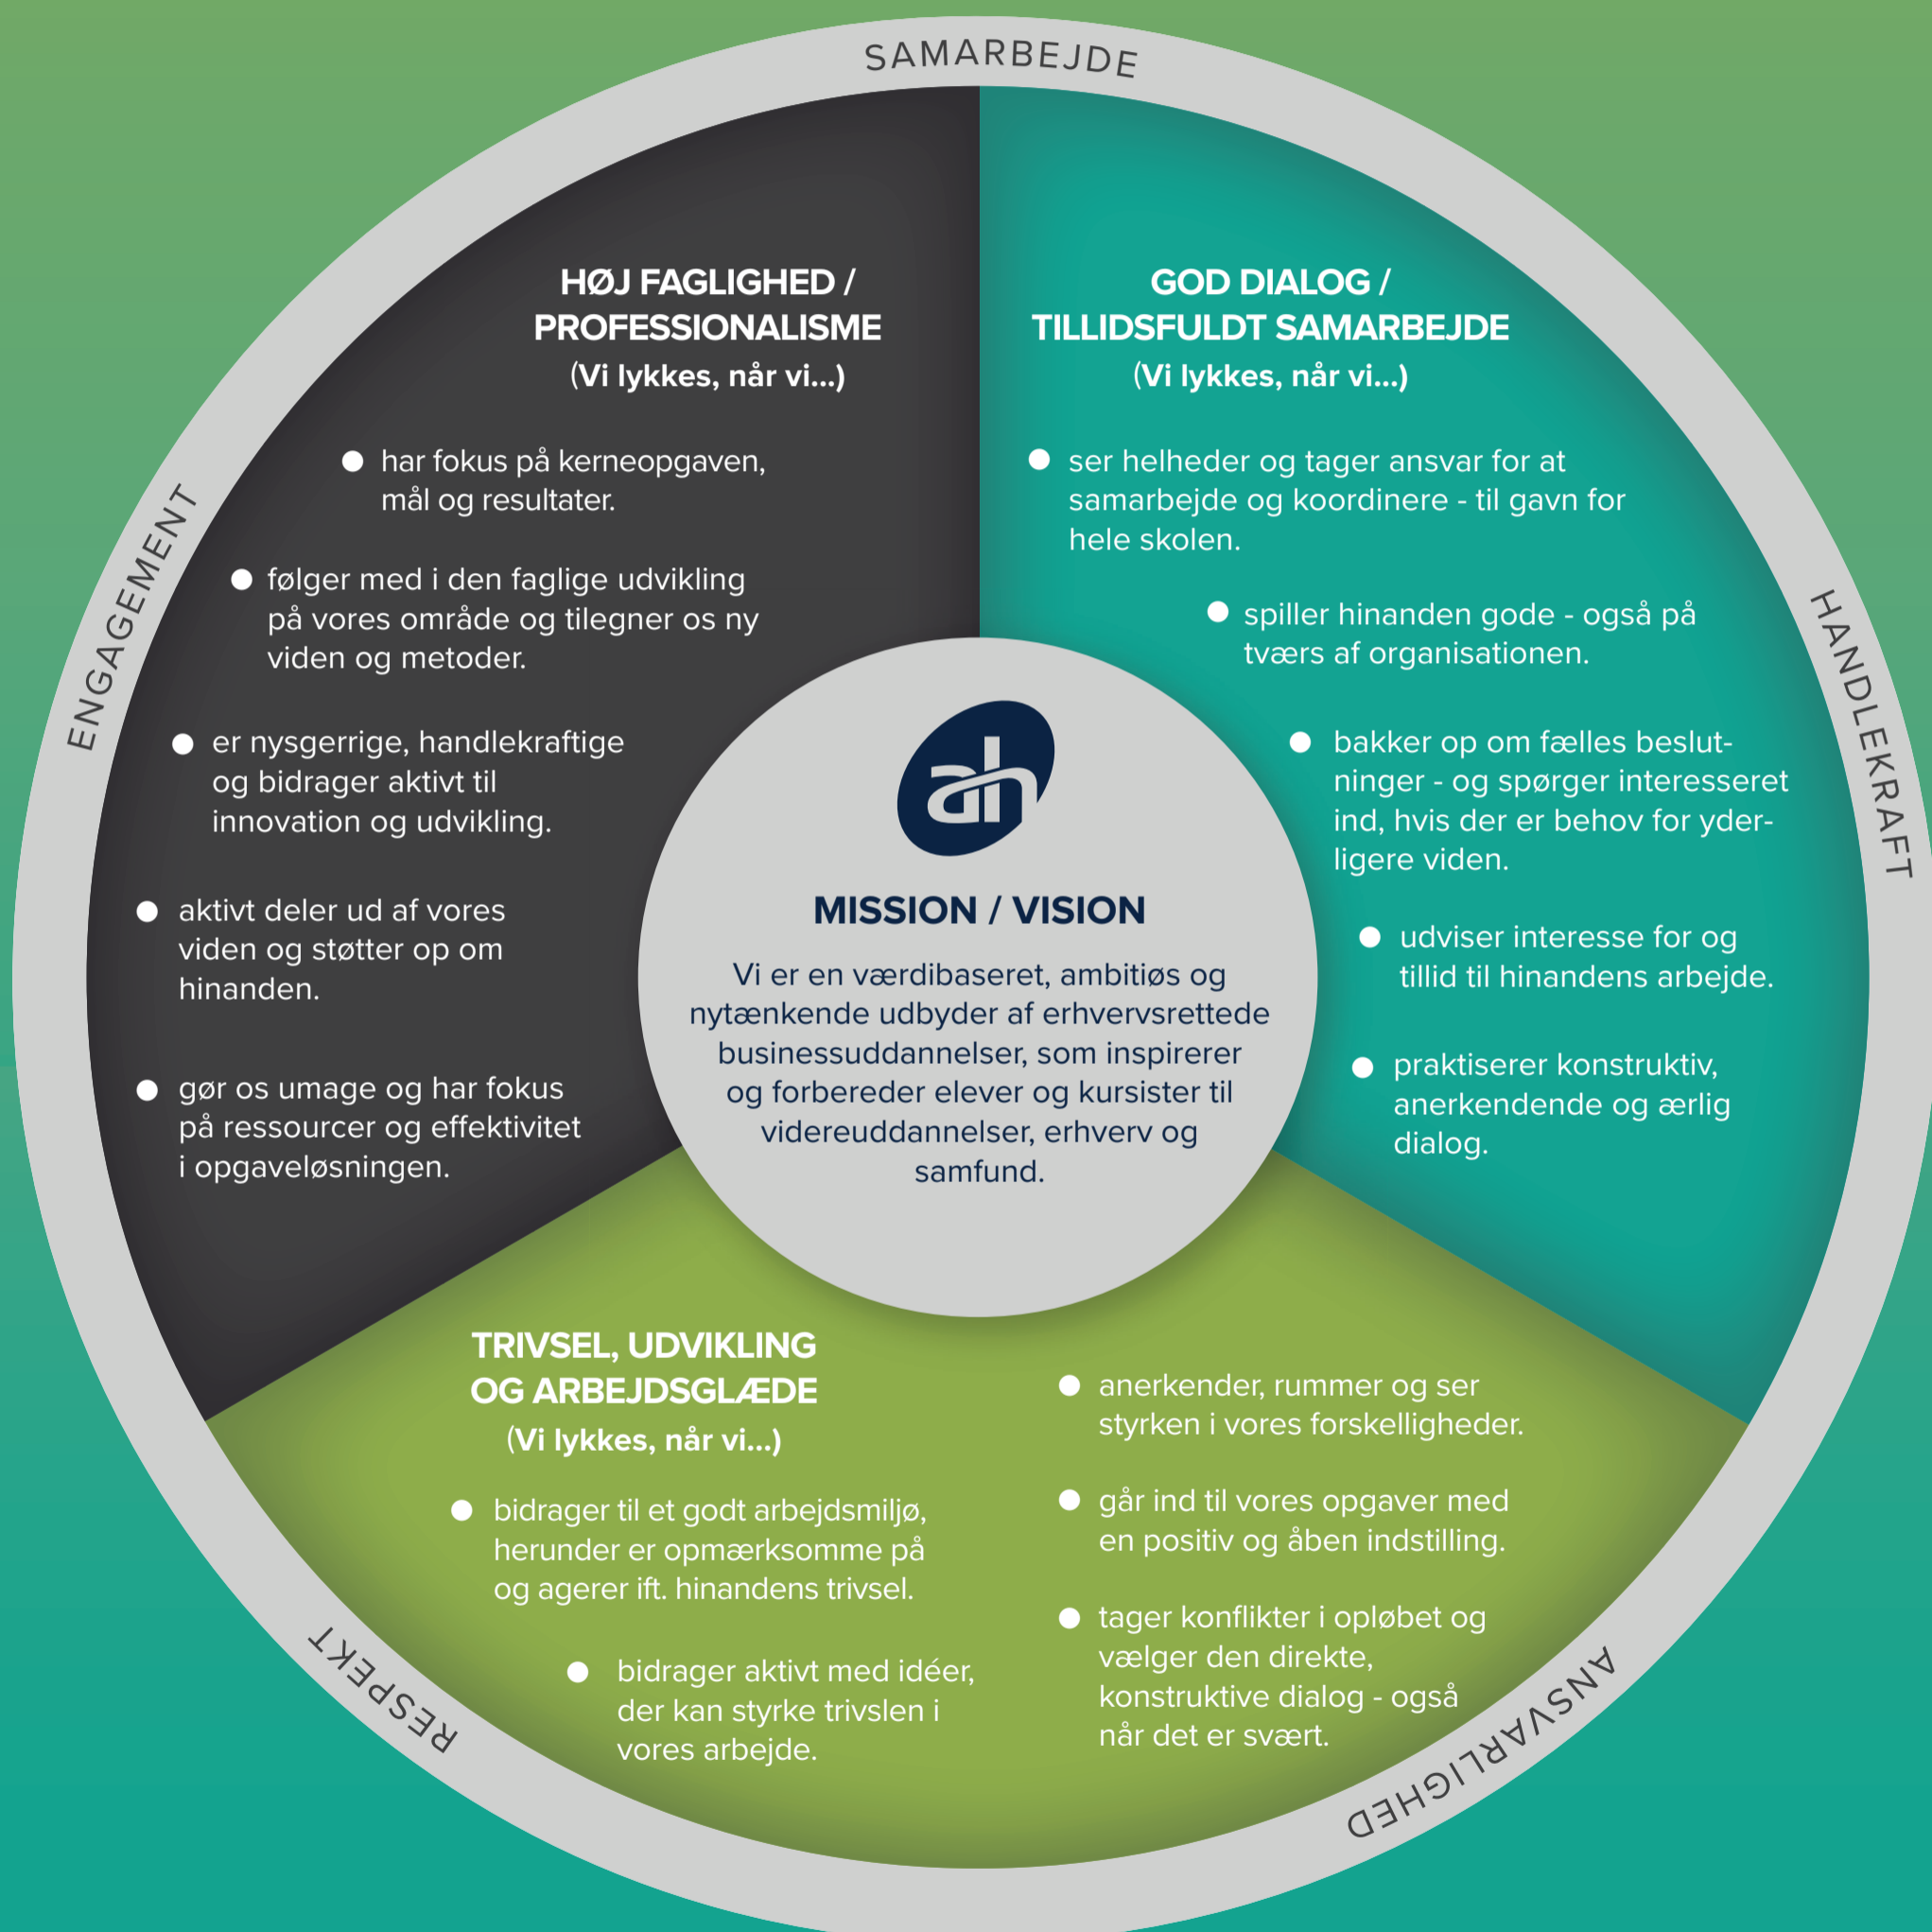 SAMARBEJDE
ENGAGEMENT
HANDLEKRAFT
RESPEKT
ANSVARLIGHED
HØJ FAGLIGHED /
PROFESSIONALISME
(Vi lykkes, når vi...)
har fokus på kerneopgaven,
mål og resultater.
følger med i den faglige udvikling
på vores område og tilegner os ny
viden og metoder.
er nysgerrige, handlekraftige
og bidrager aktivt til
innovation og udvikling.
aktivt deler ud af vores
viden og støtter op om
hinanden.
gør os umage og har fokus
på ressourcer og effektivitet
i opgaveløsningen.
GOD DIALOG /
TILLIDSFULDT SAMARBEJDE
(Vi lykkes, når vi...)
ser helheder og tager ansvar for at
samarbejde og koordinere - til gavn for
hele skolen.
spiller hinanden gode - også på
tværs af organisationen.
bakker op om fælles beslut-
ninger - og spørger interesseret
ind, hvis der er behov for yder-
ligere viden.
udviser interesse for og
tillid til hinandens arbejde.
praktiserer konstruktiv,
anerkendende og ærlig
dialog.
ah
MISSION / VISION
Vi er en værdibaseret, ambitiøs og
nytænkende udbyder af erhvervsrettede
businessuddannelser, som inspirerer
og forbereder elever og kursister til
videreuddannelser, erhverv og
samfund.
TRIVSEL, UDVIKLING
OG ARBEJDSGLÆDE
(Vi lykkes, når vi...)
bidrager til et godt arbejdsmiljø,
herunder er opmærksomme på
og agerer ift. hinandens trivsel.
bidrager aktivt med idéer,
der kan styrke trivslen i
vores arbejde.
anerkender, rummer og ser
styrken i vores forskelligheder.
går ind til vores opgaver med
en positiv og åben indstilling.
tager konflikter i opløbet og
vælger den direkte,
konstruktive dialog - også
når det er svært.